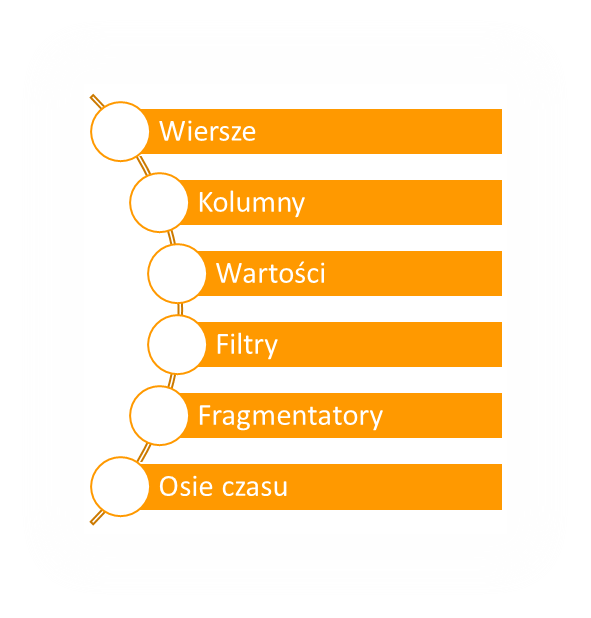 Wiersze
Kolumny
Wartości
Filtry
Fragmentatory
Osie czasu